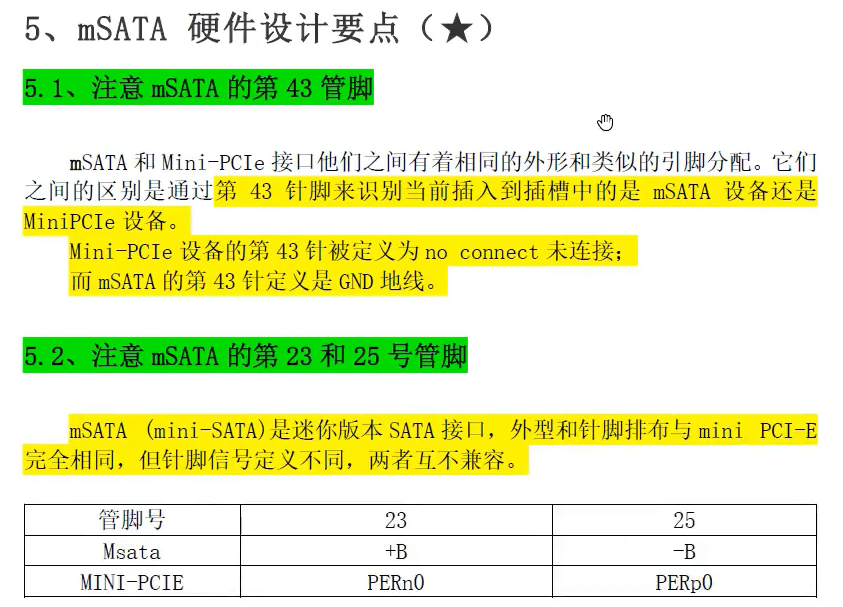 5、mSATA 硬件设计要点（★）
5.1、注意 mSATA 的第 43 管脚
mSATA 和 Mini-PCIe 接口他们之间有着相同的外形和类似的引脚分配。它们
之间的区别是通过第 43 针脚来识别当前插入到插槽中的是 mSATA 设备还是
MiniPCIe 设备。
Mini-PCIe 设备的第 43 针被定义为 no connect 未连接；
而 mSATA 的第 43 针定义是 GND 地线。
5.2、注意 mSATA 的第 23 和 25 号管脚
mSATA (mini-SATA)是迷你版本 SATA 接口，外型和针脚排布与 mini PCI-E
完全相同，但针脚信号定义不同，两者互不兼容。
管脚号 23 25
Msata +B -B
MINI-PCIE PERn0 PERp0